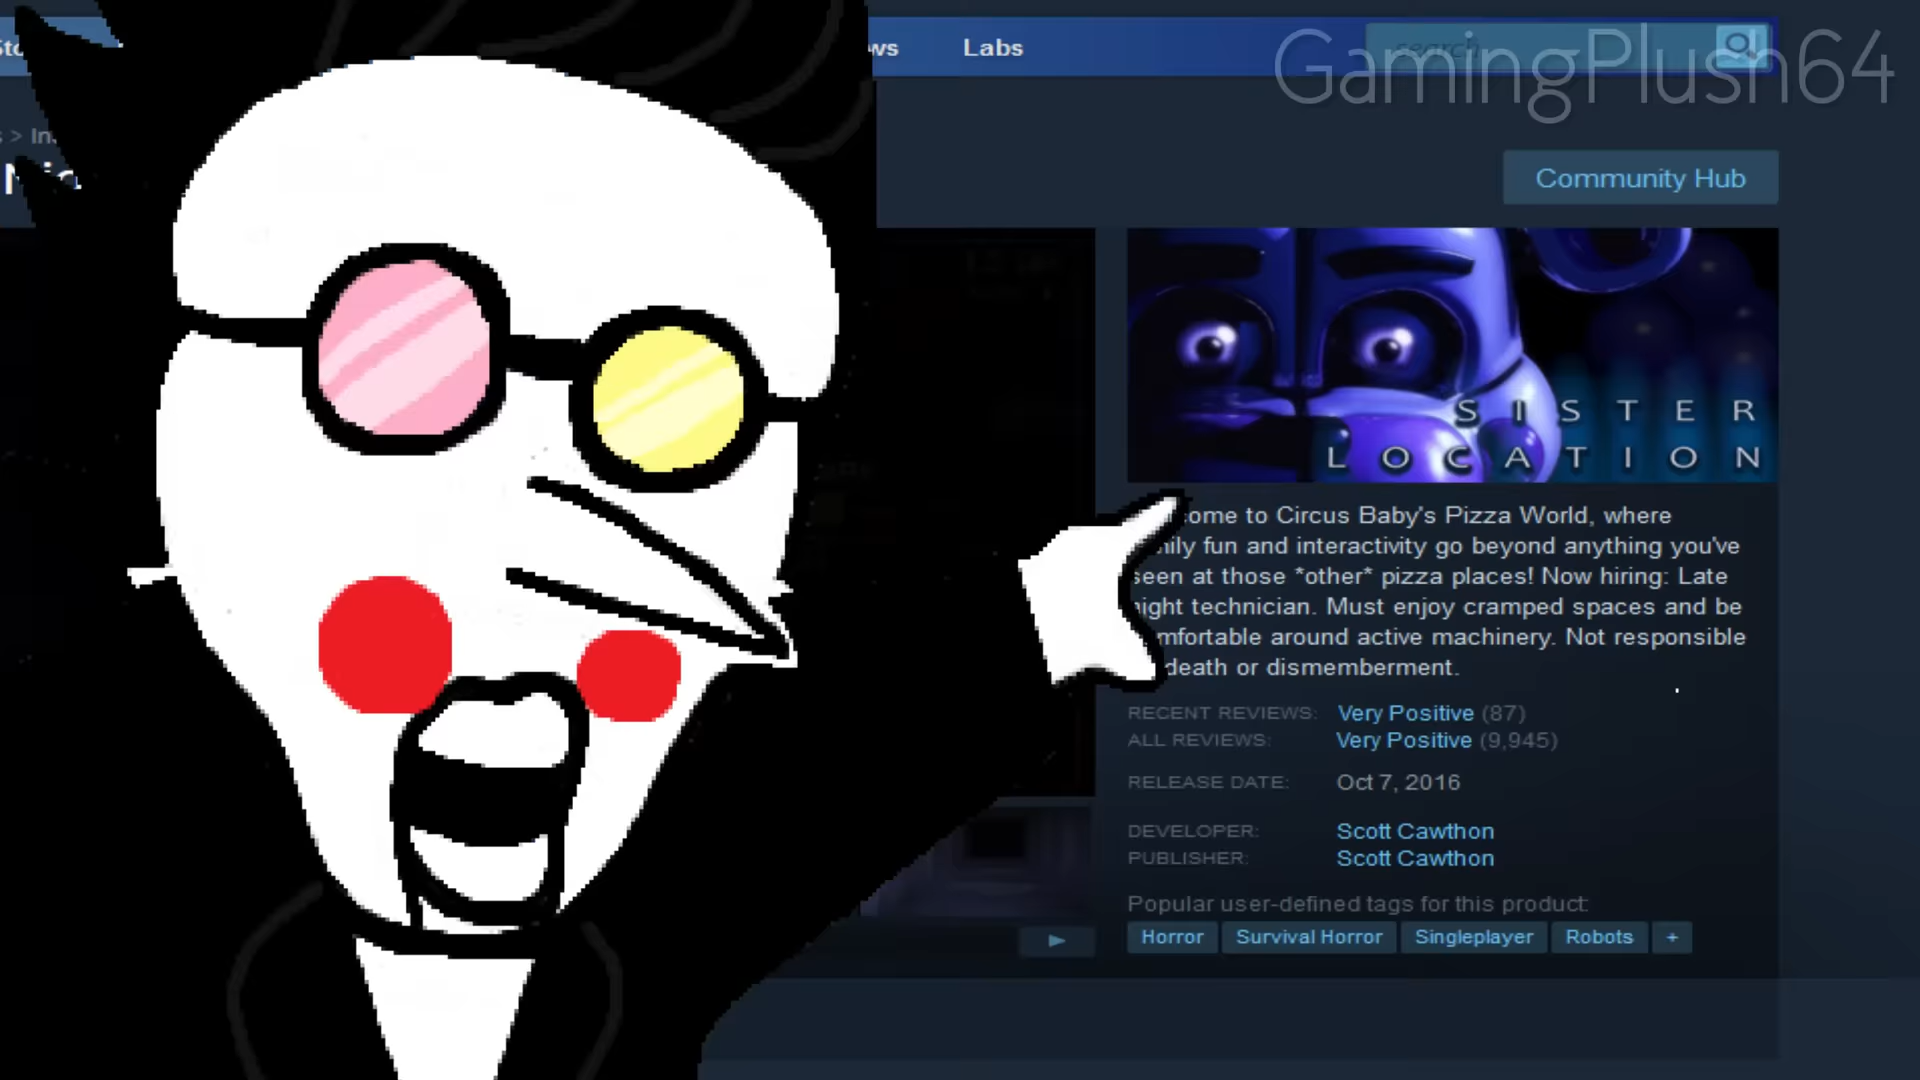 Labs
search
GamingPlush64
Community Hub
SISTER
LOCATION
come to Circus Baby's Pizza World, where
fun and interactivity go beyond anything you've
seen at those *other* pizza places! Now hiring: Late
night technician. Must enjoy cramped spaces and be
around active machinery. Not responsible
death or dismemberment.
RECENT REVIEWS: Very Positive (87)
ALL REVIEWS: Very Positive (9,945)
RELEASE DATE: Oct 7, 2016
DEVELOPER: Scott Cawthon
PUBLISHER: Scott Cawthon
Popular user-defined tags for this product:
Horror Survival Horror Singleplayer Robots +